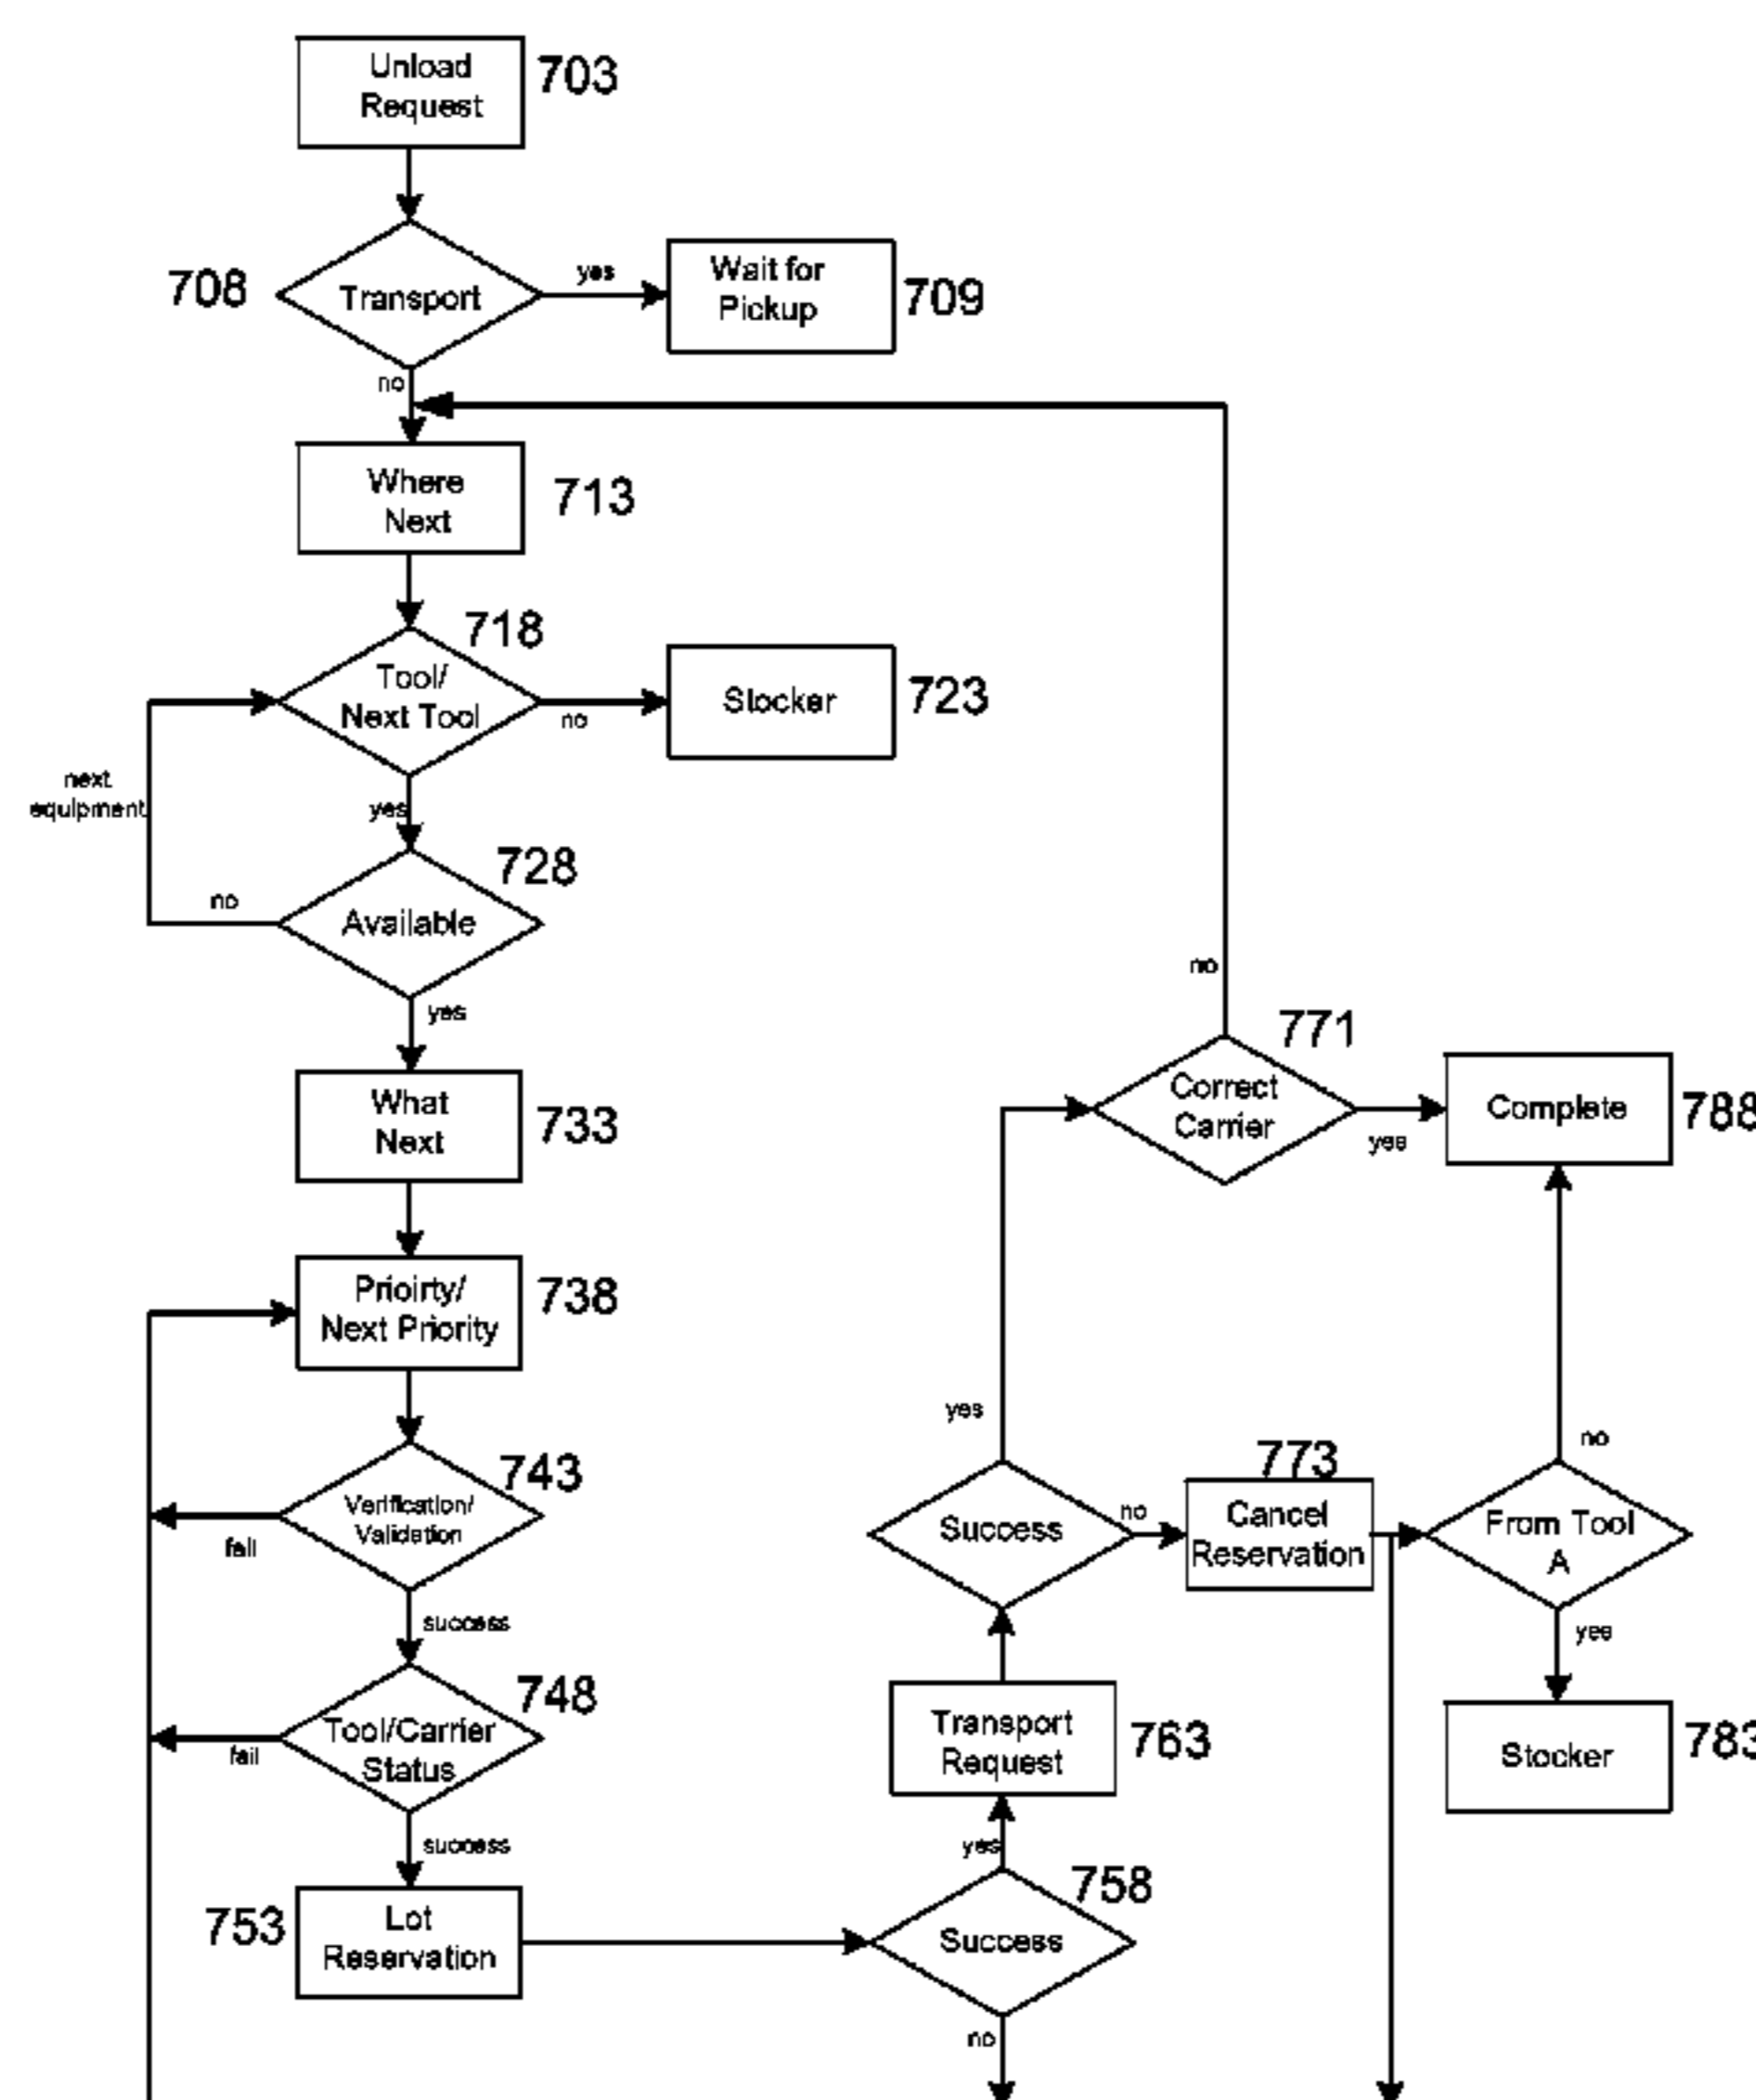 Unload
Request
703
708
Transport
yes
Wait for
Pickup
709
no
Where
Next
713
718
Tool/
Next Tool
no
Stocker
723
next
equipment
yes
728
no
Available
yes
What
Next
733
Prioirty/
Next Priority
738
743
Verification/
Validation
fail
success
748
Tool/Carrier
Status
fail
success
753
Lot
Reservation
758
Success
yes
no
Transport
Request
763
Success
yes
no
773
Cancel
Reservation
771
Correct
Carrier
no
yes
Complete
788
no
From Tool
A
yes
Stocker
783